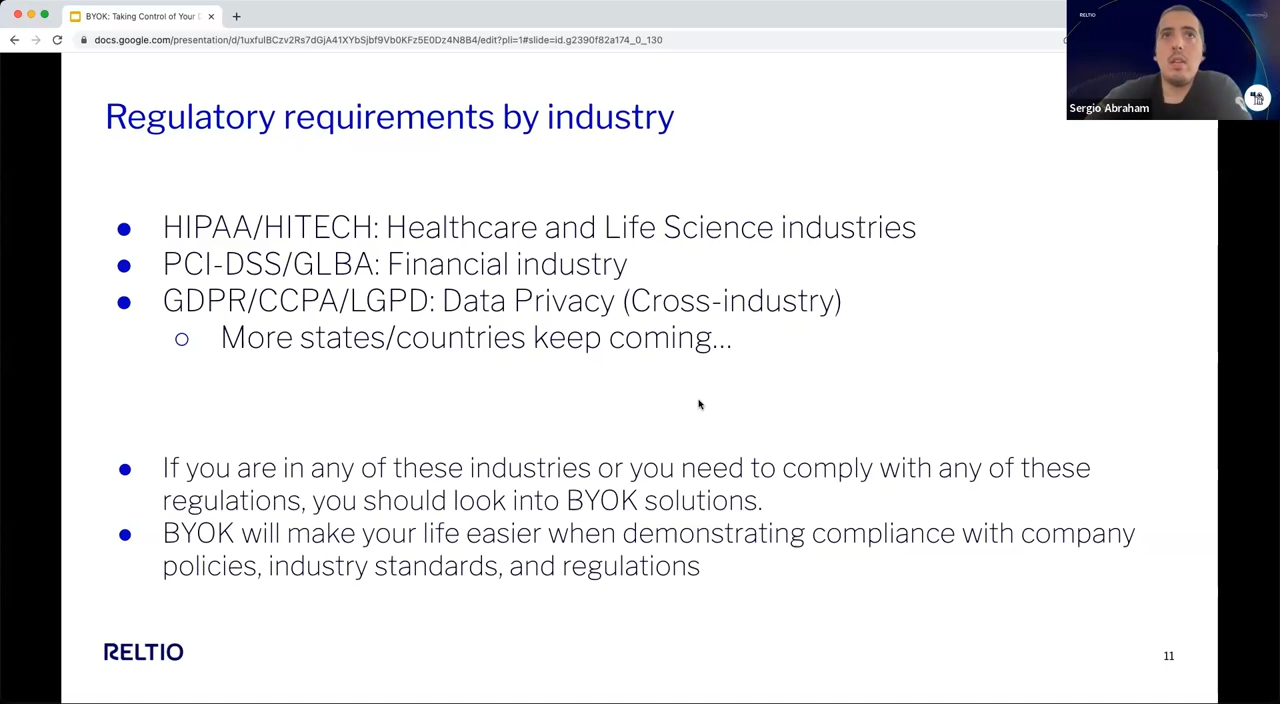 BYOK: Taking Control of Your
docs.google.com/presentation/d/1uxfulBCzv2Rs7dGjA41XYbSbf9Vb0KFz5E0Dz4N8B4/edit?pli=1#slide=id.g2390f82a174_0_130
RELTIO
Sergio Abraham
Regulatory requirements by industry
● HIPAA/HITECH: Healthcare and Life Science industries
● PCI-DSS/GLBA: Financial industry
● GDPR/CCPA/LGPD: Data Privacy (Cross-industry)
○ More states/countries keep coming...
● If you are in any of these industries or you need to comply with any of these
regulations, you should look into BYOK solutions.
● BYOK will make your life easier when demonstrating compliance with company
policies, industry standards, and regulations
RELTIO
11